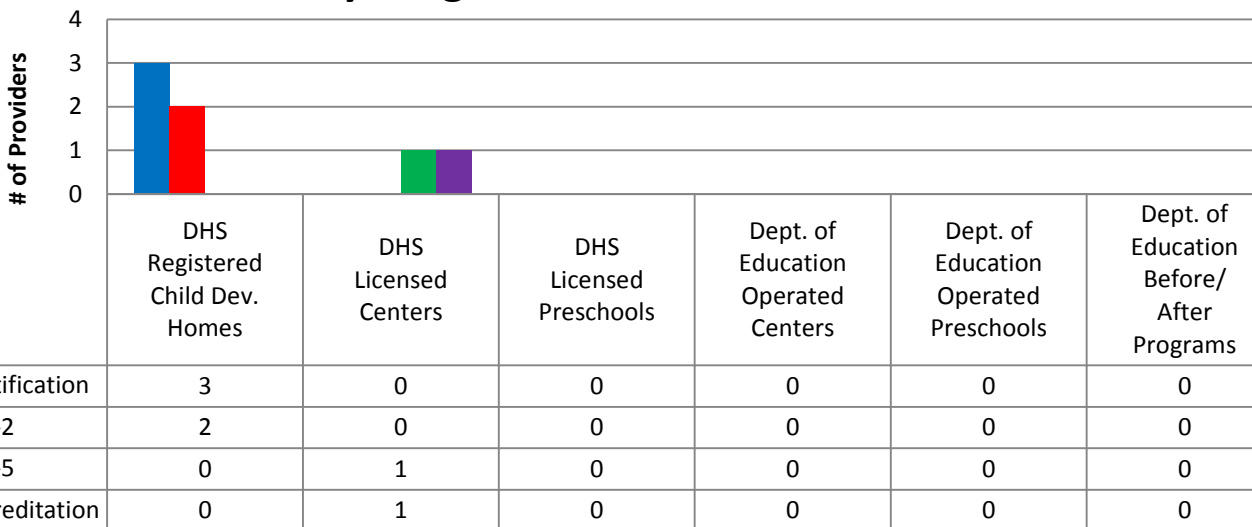 4
3
2
1
0
# of Providers
DHS
Registered
Child Dev.
Homes
DHS
Licensed
Centers
DHS
Licensed
Preschools
Dept. of
Education
Operated
Centers
Dept. of
Education
Operated
Preschools
Dept. of
Education
Before/
After
Programs
tification 3 0 0 0 0 0
2 2 0 0 0 0 0
5 0 1 0 0 0 0
reditation 0 1 0 0 0 0